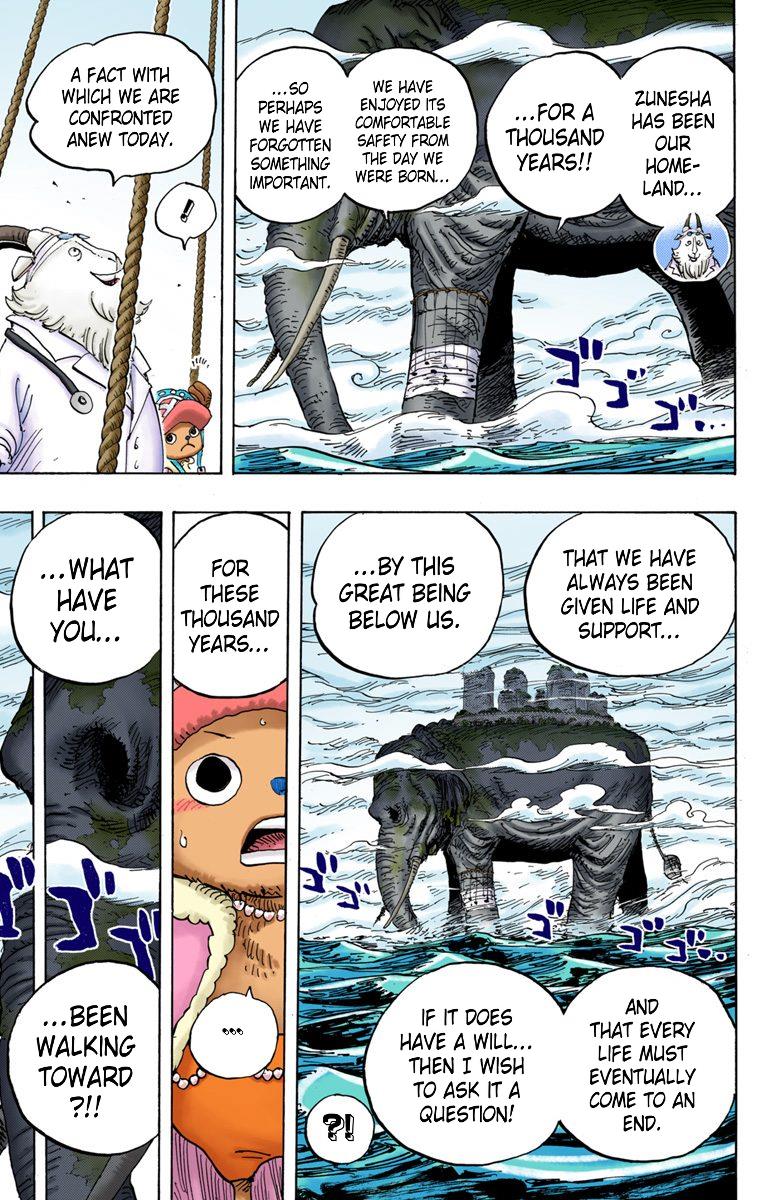 ZUNESHA
HAS BEEN
OUR
HOME-
LAND...
...FOR A
THOUSAND
YEARS!!
WE HAVE
ENJOYED ITS
COMFORTABLE
SAFETY FROM
THE DAY WE
WERE BORN...
...SO
PERHAPS
WE HAVE
FORGOTTEN
SOMETHING
IMPORTANT.
ゴゴゴゴ...
A FACT WITH
WHICH WE ARE
CONFRONTED
ANEW TODAY.
!
THAT WE HAVE
ALWAYS BEEN
GIVEN LIFE AND
SUPPORT...
...BY THIS
GREAT BEING
BELOW US.
ゴゴゴゴゴ...
AND
THAT EVERY
LIFE MUST
EVENTUALLY
COME TO AN
END.
IF IT DOES
HAVE A WILL...
THEN I WISH
TO ASK IT A
QUESTION!
?!
FOR
THESE
THOUSAND
YEARS...
...
...WHAT
HAVE
YOU...
ゴゴゴ
...BEEN
WALKING
TOWARD
?!!